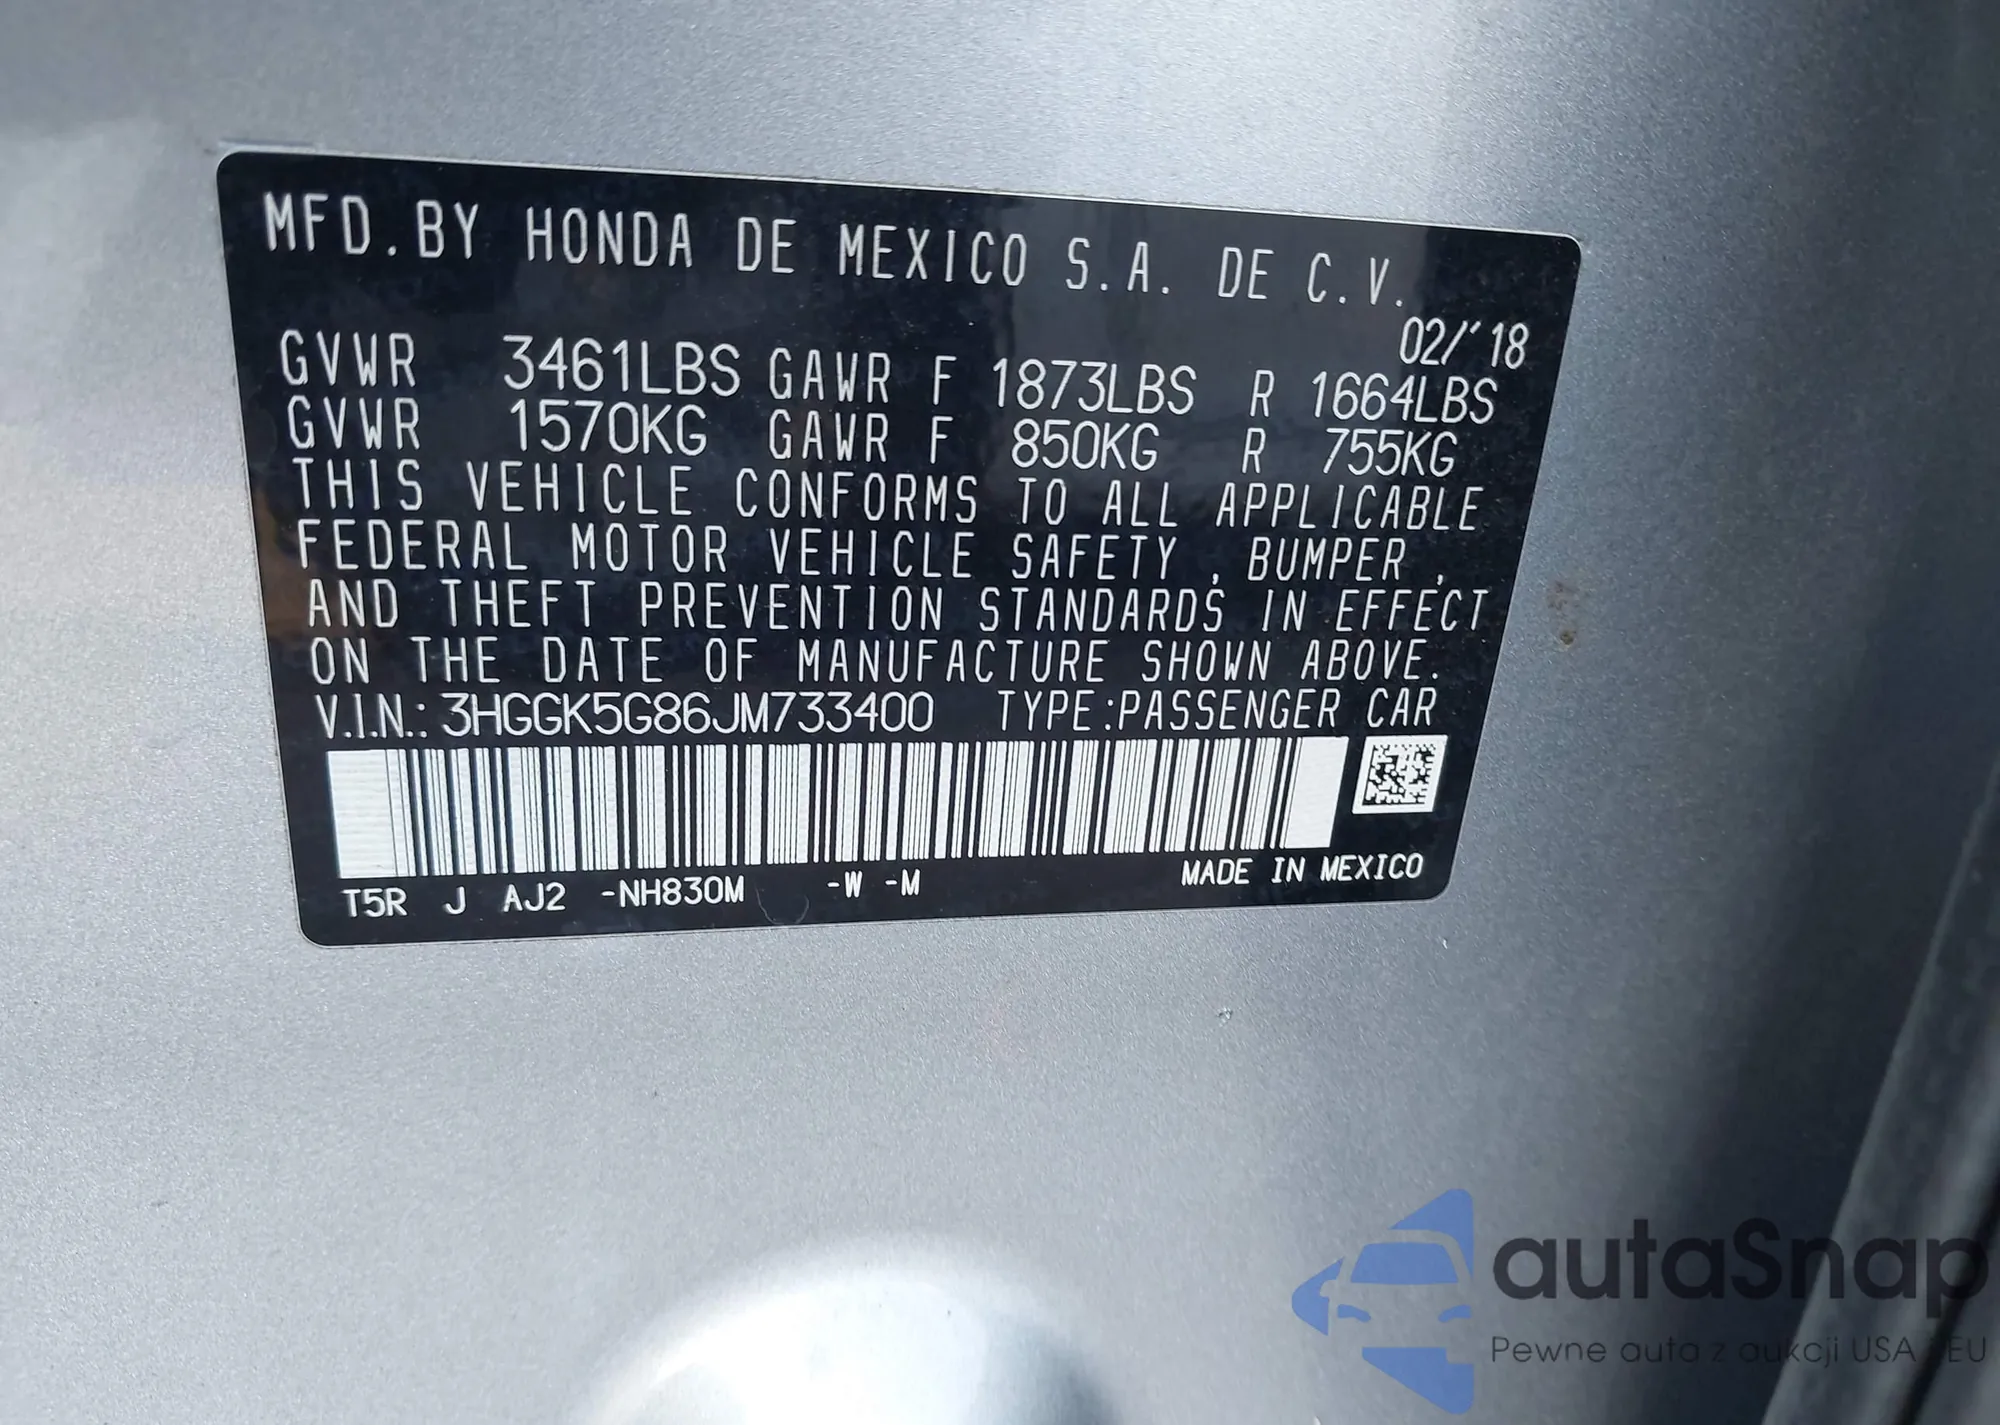 MFD. BY HONDA DE MEXICO S.A. DE C.V.
02/'18
GVWR 3461LBS GAWR F 1873LBS R 1664LBS
GVWR 1570KG GAWR F 850KG R 755KG
THIS VEHICLE CONFORMS TO ALL APPLICABLE
FEDERAL MOTOR VEHICLE SAFETY, BUMPER,
AND THEFT PREVENTION STANDARDS IN EFFECT
ON THE DATE OF MANUFACTURE SHOWN ABOVE.
V.I.N.: 3HGGK5G86JM733400 TYPE:PASSENGER CAR
T5R J AJ2 -NH830M -W -M MADE IN MEXICO
autaSnap
Pewne auta z aukcji USA i EU